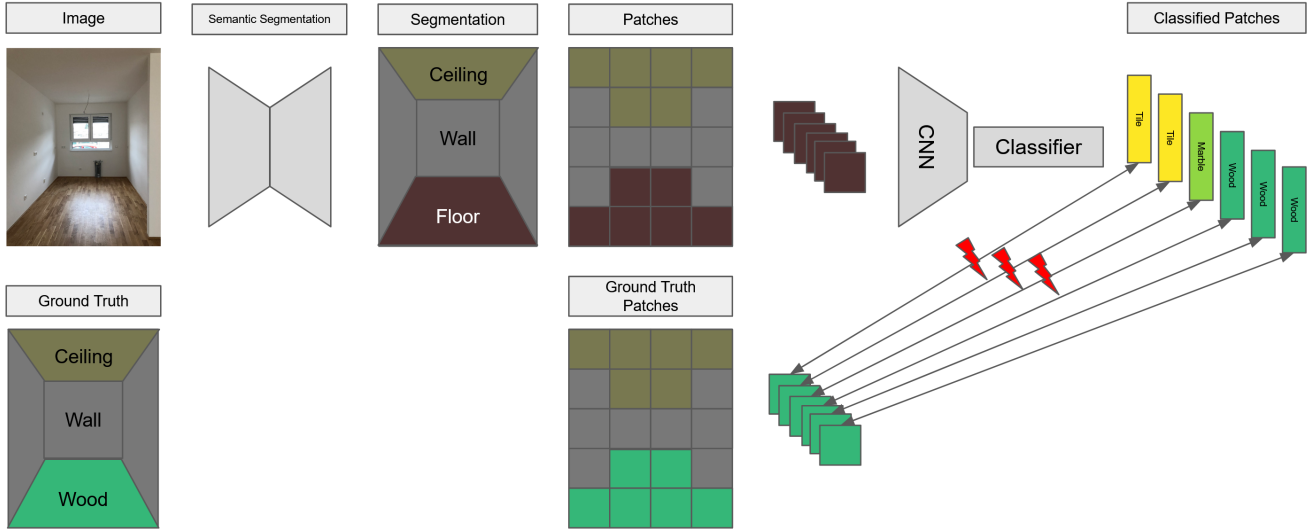 Image
Semantic Segmentation
Segmentation
Patches
Classified Patches
Ceiling
Wall
Floor
CNN
Classifier
Tile
Tile
Marble
Wood
Wood
Wood
Ground Truth
Ground Truth
Patches
Ceiling
Wall
Wood